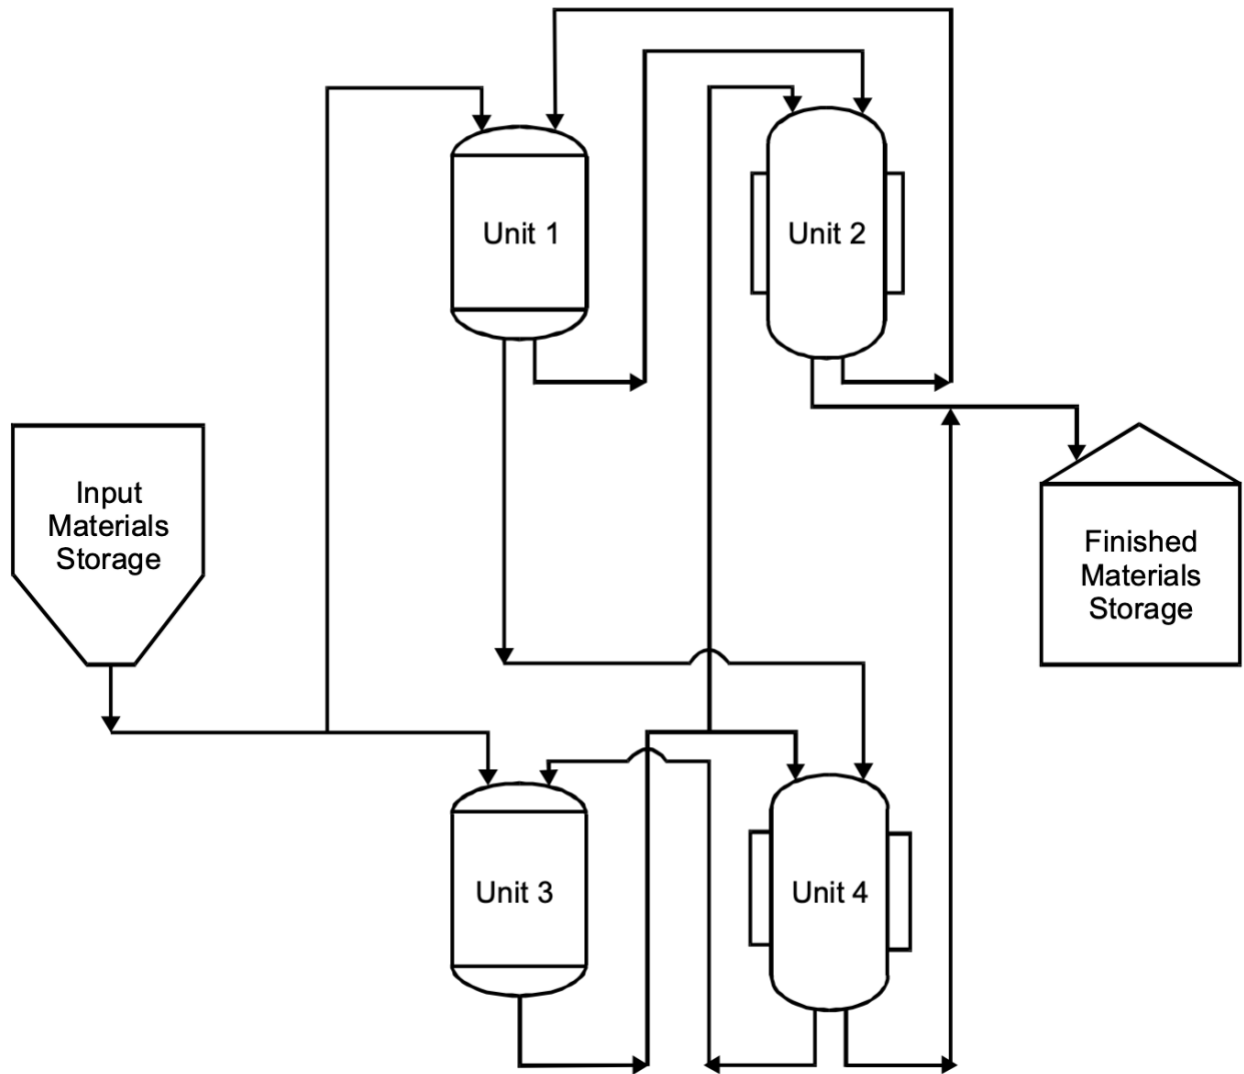 Unit 1
Unit 2
Input
Materials
Storage
Finished
Materials
Storage
Unit 3
Unit 4